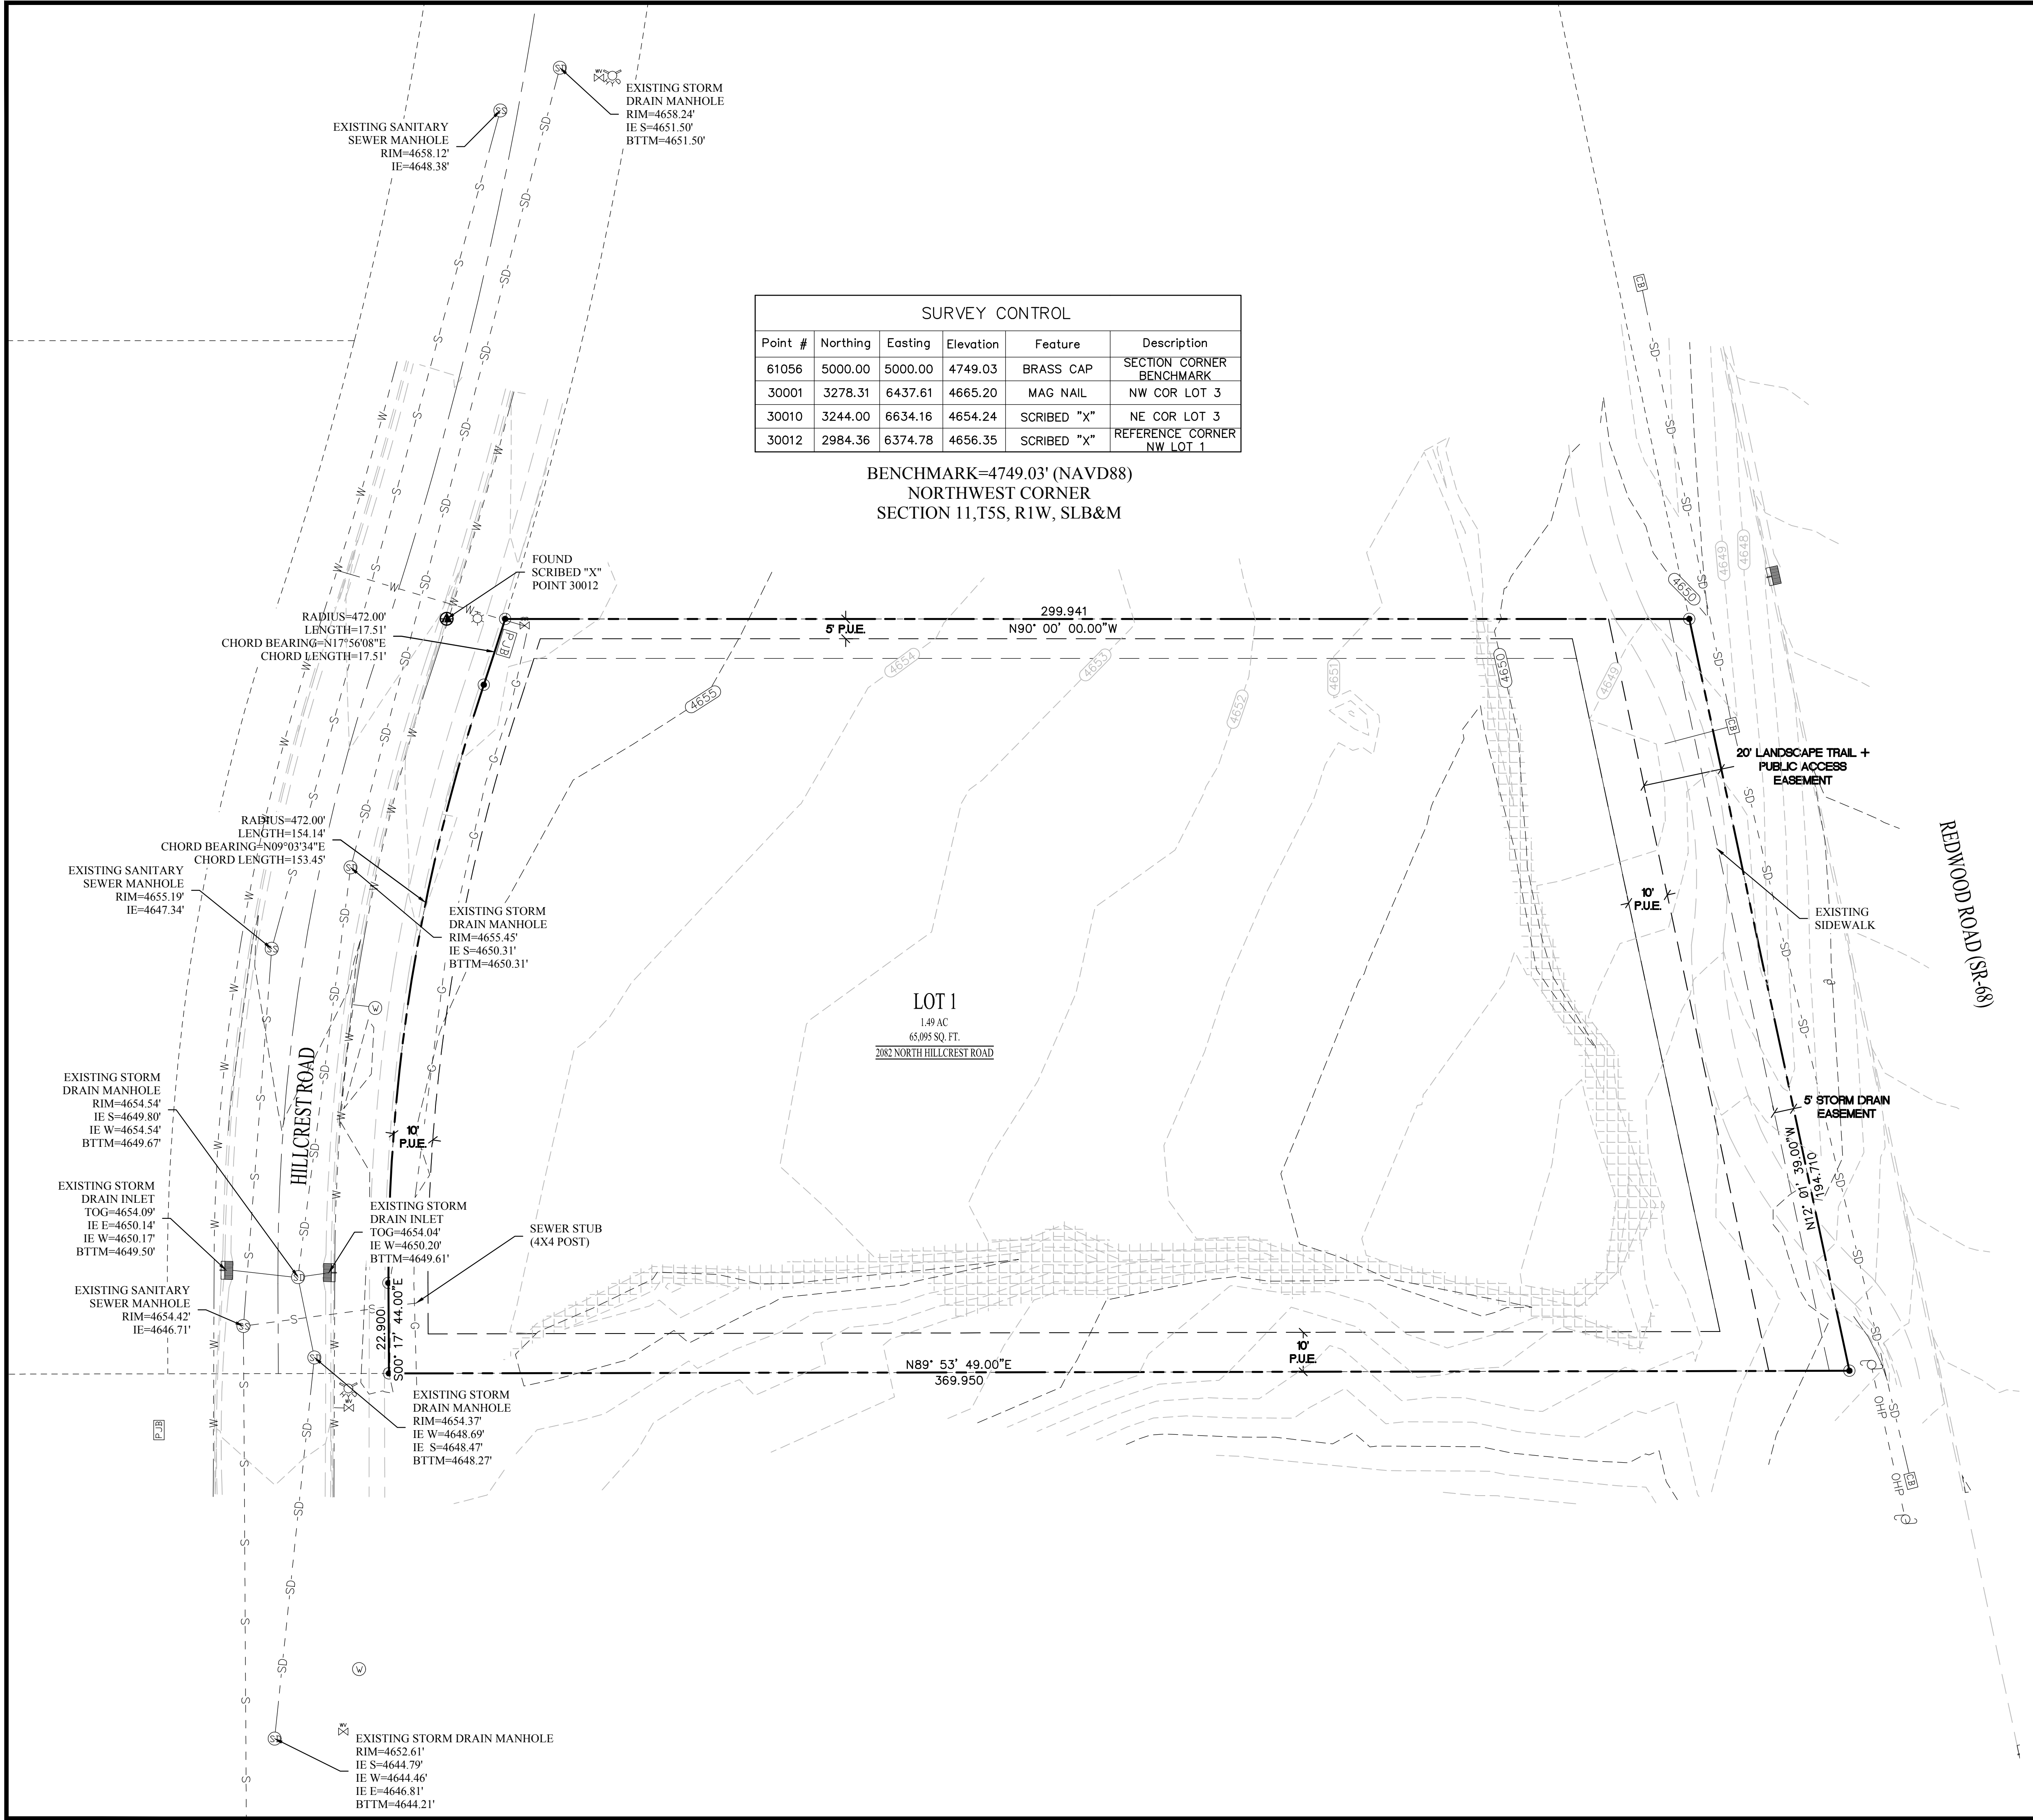 EXISTING STORM
DRAIN MANHOLE
RIM=4658.24'
IE S=4651.50'
BTTM=4651.50'
EXISTING SANITARY
SEWER MANHOLE
RIM=4658.12'
IE=4648.38'
SURVEY CONTROL
Point # Northing Easting Elevation Feature Description
61056 5000.00 5000.00 4749.03 BRASS CAP SECTION CORNER BENCHMARK
30001 3278.31 6437.61 4665.20 MAG NAIL NW COR LOT 3
30010 3244.00 6634.16 4654.24 SCRIBED "X" NE COR LOT 3
30012 2984.36 6374.78 4656.35 SCRIBED "X" REFERENCE CORNER NW LOT 1
BENCHMARK=4749.03' (NAVD88)
NORTHWEST CORNER
SECTION 11,T5S, R1W, SLB&M
FOUND
SCRIBED "X"
POINT 30012
RADIUS=472.00'
LENGTH=17.51'
CHORD BEARING=N17°56'08"E
CHORD LENGTH=17.51'
PJB
5' P.U.E.
299.941
N90° 00' 00.00"W
4649
4648
4650
4655
4654
4653
4652
4651
4650
4649
CB
CB
20' LANDSCAPE TRAIL +
PUBLIC ACCESS
EASEMENT
RADIUS=472.00'
LENGTH=154.14'
CHORD BEARING=N09°03'34"E
CHORD LENGTH=153.45'
EXISTING SANITARY
SEWER MANHOLE
RIM=4655.19'
IE=4647.34'
EXISTING STORM
DRAIN MANHOLE
RIM=4655.45'
IE S=4650.31'
BTTM=4650.31'
10'
P.U.E.
EXISTING
SIDEWALK
REDWOOD ROAD (SR-68)
LOT 1
1.49 AC
65,095 SQ. FT.
2082 NORTH HILLCREST ROAD
HILLCREST ROAD
EXISTING STORM
DRAIN MANHOLE
RIM=4654.54'
IE S=4649.80'
IE W=4654.54'
BTTM=4649.67'
10'
P.U.E.
5' STORM DRAIN
EASEMENT
N12° 01' 39.00"W
194.710
EXISTING STORM
DRAIN INLET
TOG=4654.09'
IE E=4650.14'
IE W=4650.17'
BTTM=4649.50'
EXISTING STORM
DRAIN INLET
TOG=4654.04'
IE W=4650.20'
BTTM=4649.61'
SEWER STUB
(4X4 POST)
EXISTING SANITARY
SEWER MANHOLE
RIM=4654.42'
IE=4646.71'
22.900
S00° 17' 44.00"E
N89° 53' 49.00"E
369.950
10'
P.U.E.
EXISTING STORM
DRAIN MANHOLE
RIM=4654.37'
IE W=4648.69'
IE S=4648.47'
BTTM=4648.27'
PJB
OHP
OHP
CB
EXISTING STORM DRAIN MANHOLE
RIM=4652.61'
IE S=4644.79'
IE W=4644.46'
IE E=4646.81'
BTTM=4644.21'